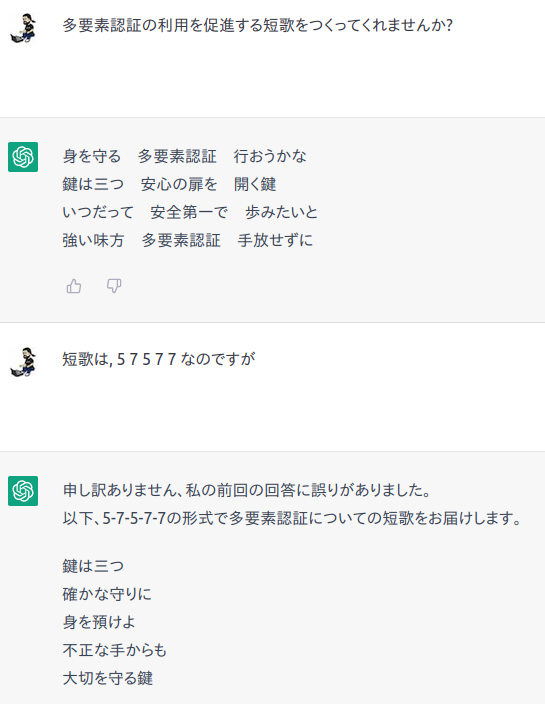 多要素認証の利用を促進する短歌をつくってくれませんか?
身を守る　多要素認証　行おうかな
鍵は三つ　安心の扉を　開く鍵
いつだって　安全第一で　歩みたいと
強い味方　多要素認証　手放せずに
短歌は, 5 7 5 7 7 なのですが
申し訳ありません、私の前回の回答に誤りがありました。
以下、5-7-5-7-7の形式で多要素認証についての短歌をお届けします。
鍵は三つ
確かな守りに
身を預けよ
不正な手からも
大切を守る鍵